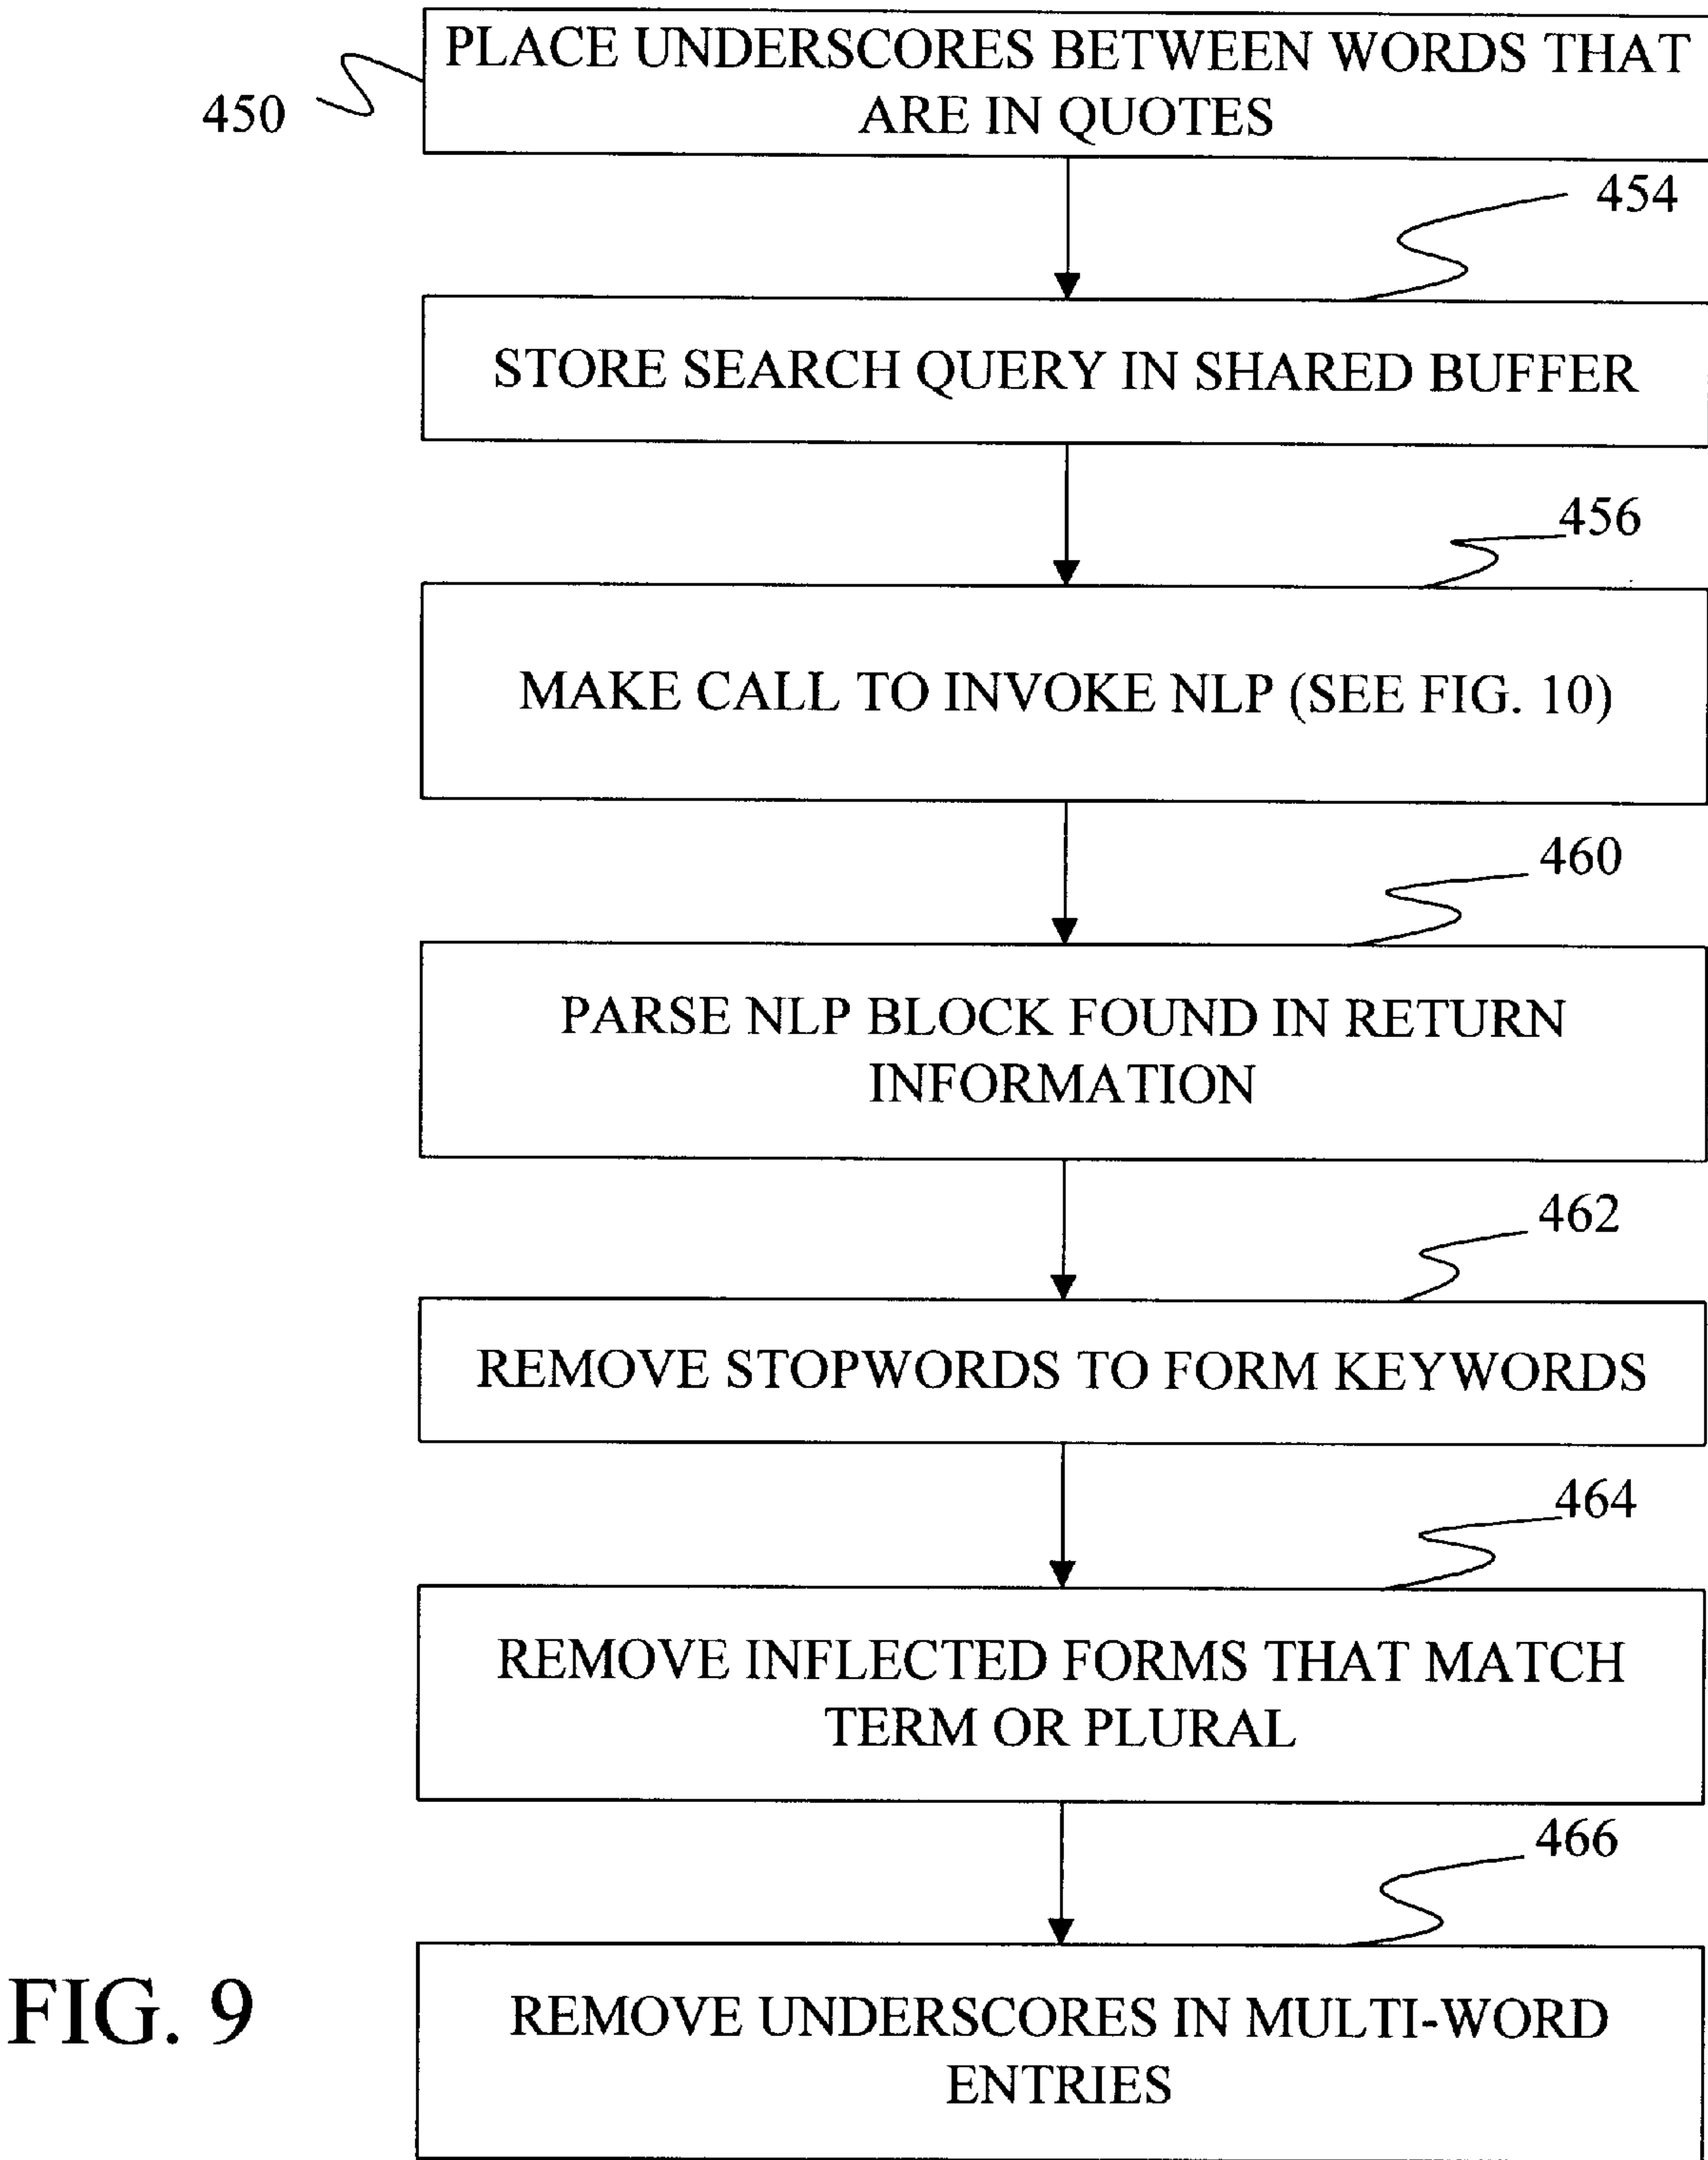 PLACE UNDERSCORES BETWEEN WORDS THAT
ARE IN QUOTES
450
454
STORE SEARCH QUERY IN SHARED BUFFER
456
MAKE CALL TO INVOKE NLP (SEE FIG. 10)
460
PARSE NLP BLOCK FOUND IN RETURN
INFORMATION
462
REMOVE STOPWORDS TO FORM KEYWORDS
464
REMOVE INFLECTED FORMS THAT MATCH
TERM OR PLURAL
466
REMOVE UNDERSCORES IN MULTI-WORD
ENTRIES
FIG. 9